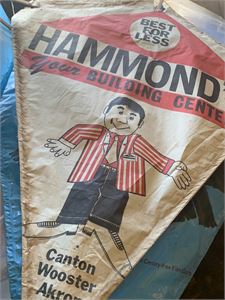 BEST
FOR
LESS
HAMMOND'
Your BUILDING CENTE
Canton
Wooster
Akron